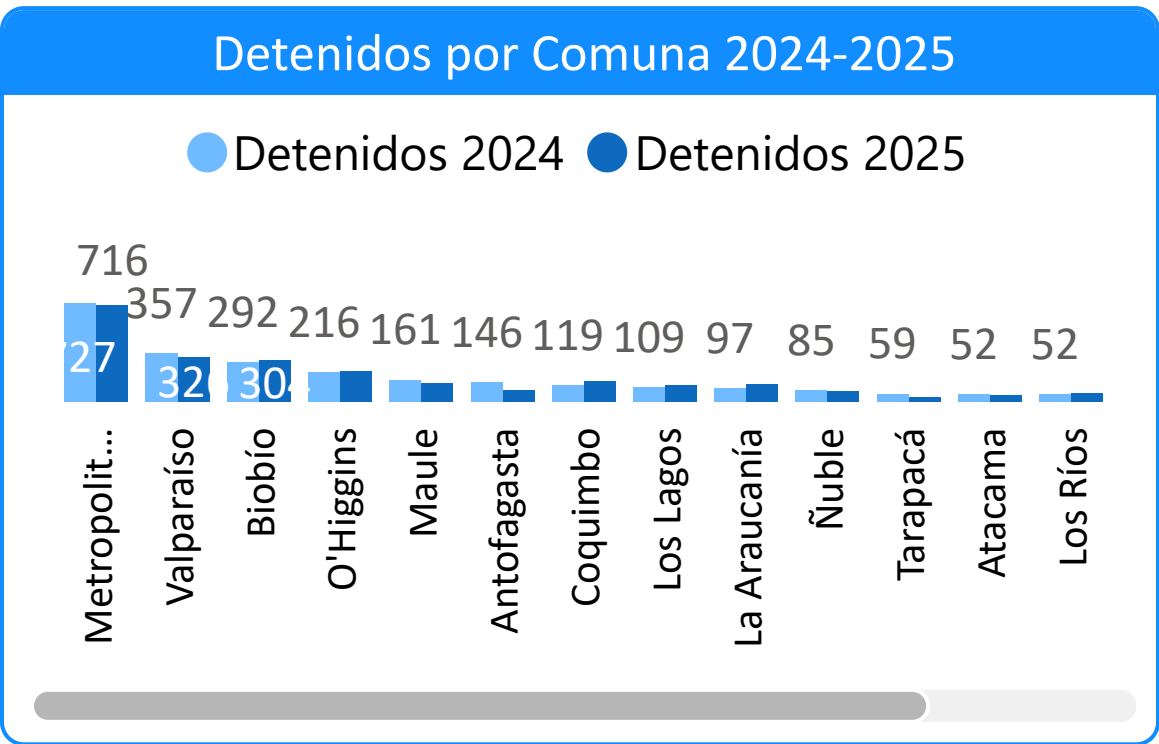 Detenidos por Comuna 2024-2025
Detenidos 2024 Detenidos 2025
716
357 292 216 161 146 119 109 97 85 59 52 52
727 326 304
Metropolit...
Valparaíso
Biobío
O'Higgins
Maule
Antofagasta
Coquimbo
Los Lagos
La Araucanía
Ñuble
Tarapacá
Atacama
Los Ríos